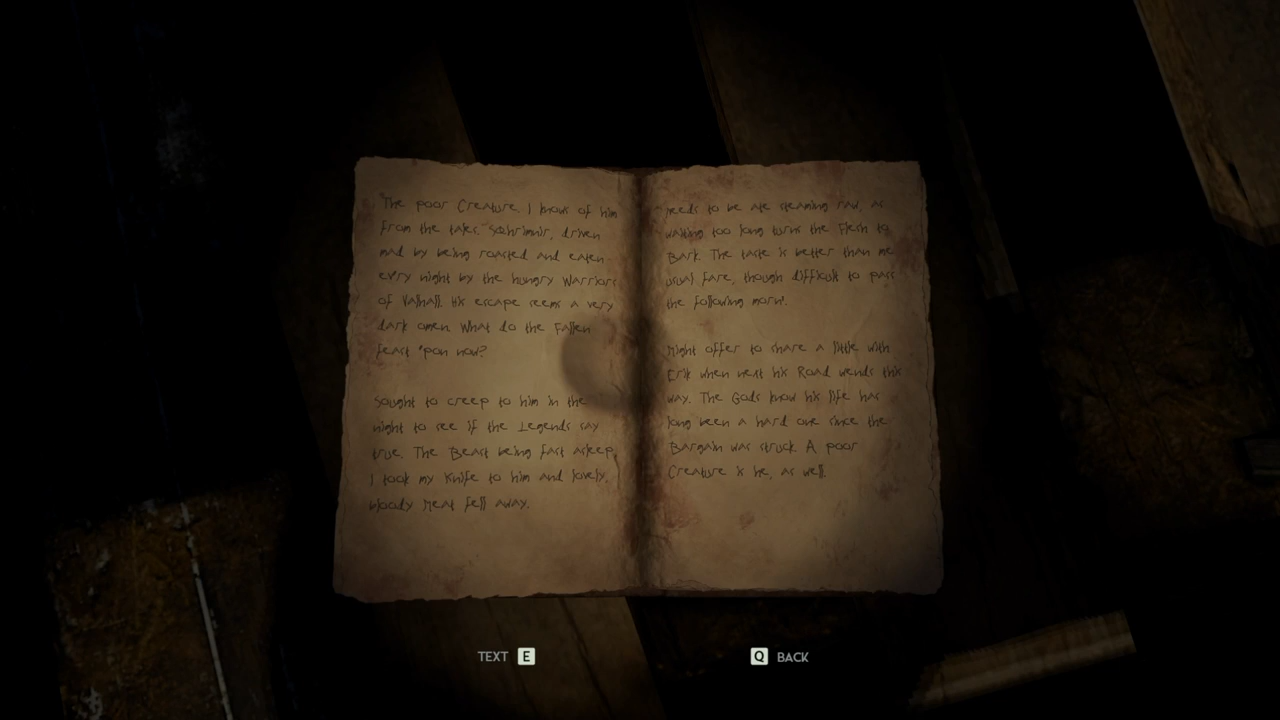 The poor Creature. I knows of him
from the tales. Sæhrimnir, driven
mad by being roasted and eaten
evry night by the hungry Warriors
of Valhall. His escape seems a very
dark omen. What do the Fallen
feast 'pon now?
Sought to creep to him in the
night to see if the Legends say
true. The Beast being fast asleep,
I took my Knife to him and lovely,
bloody Meat fell away.
Needs to be ate steaming raw, as
waiting too long turns the Flesh to
Bark. The taste is better than me
usual fare, though difficult to pass
the following morn'.
Might offer to share a little with
Erik when next his Road wends this
way. The Gods know his life has
long been a hard one since the
Bargain was struck. A poor
Creature is he, as well.
TEXT E
Q BACK